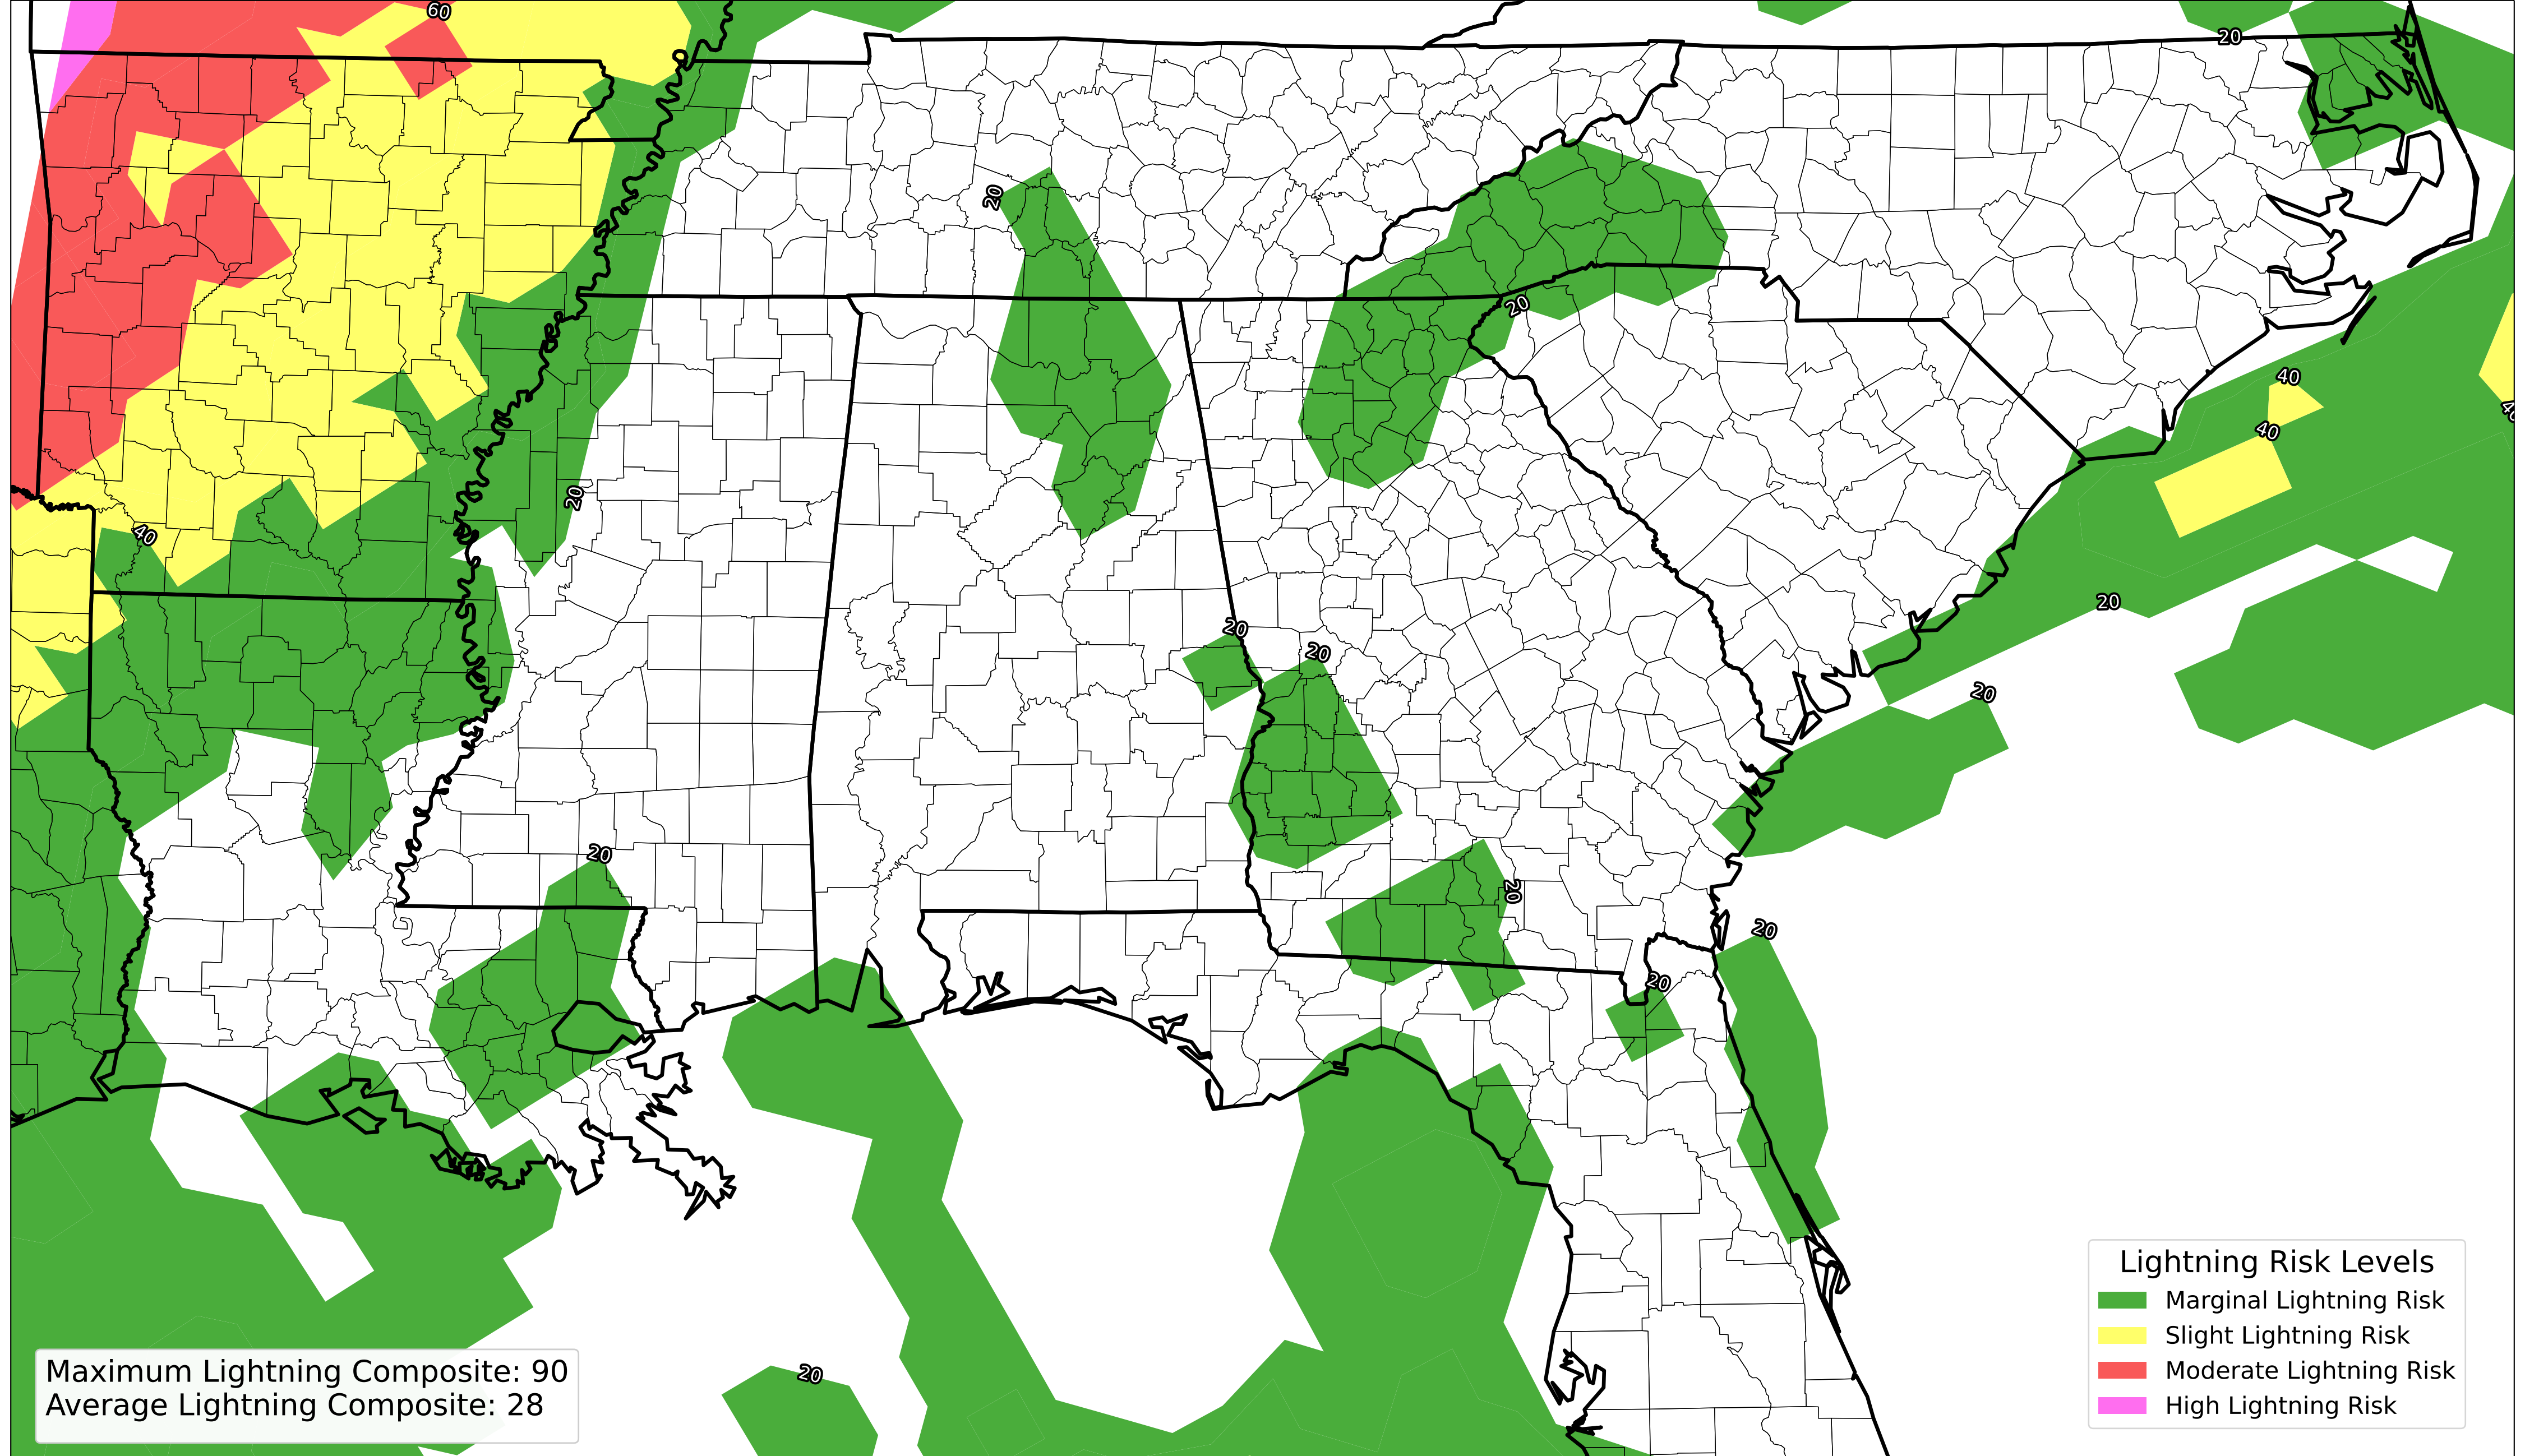 60
20
20
20
40
40
40
20
40
20
20
20
20
20
20
20
20
20
Lightning Risk Levels
Marginal Lightning Risk
Slight Lightning Risk
Moderate Lightning Risk
High Lightning Risk
Maximum Lightning Composite: 90
Average Lightning Composite: 28
20